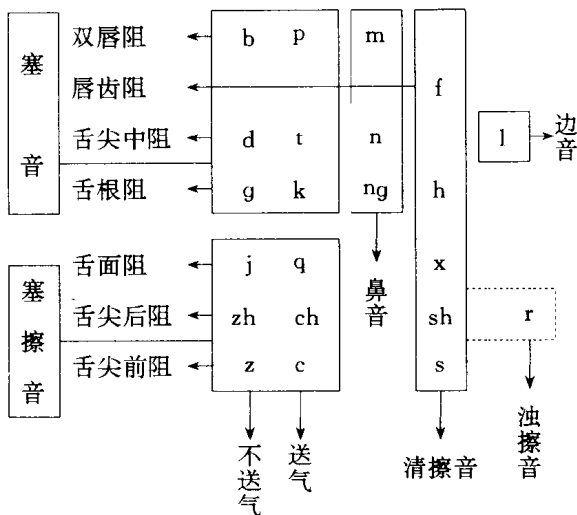 双唇阻 b p m
唇齿阻 f
舌尖中阻 d t n l 边音
舌根阻 g k ng h
塞音
舌面阻 j q 鼻音 x
舌尖后阻 zh ch sh r
舌尖前阻 z c s
塞擦音
不送气 送气 清擦音 浊擦音